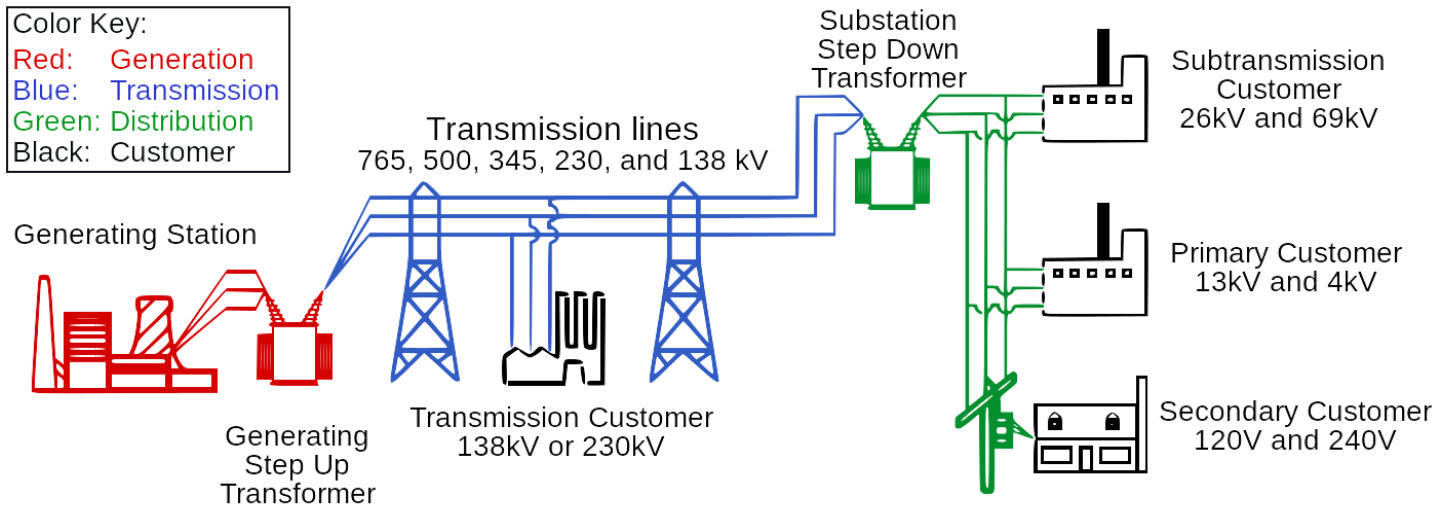 Color Key:
Red: Generation
Blue: Transmission
Green: Distribution
Black: Customer
Substation
Step Down
Transformer
Subtransmission
Customer
26kV and 69kV
Transmission lines
765, 500, 345, 230, and 138 kV
Generating Station
Primary Customer
13kV and 4kV
Transmission Customer
138kV or 230kV
Secondary Customer
120V and 240V
Generating
Step Up
Transformer